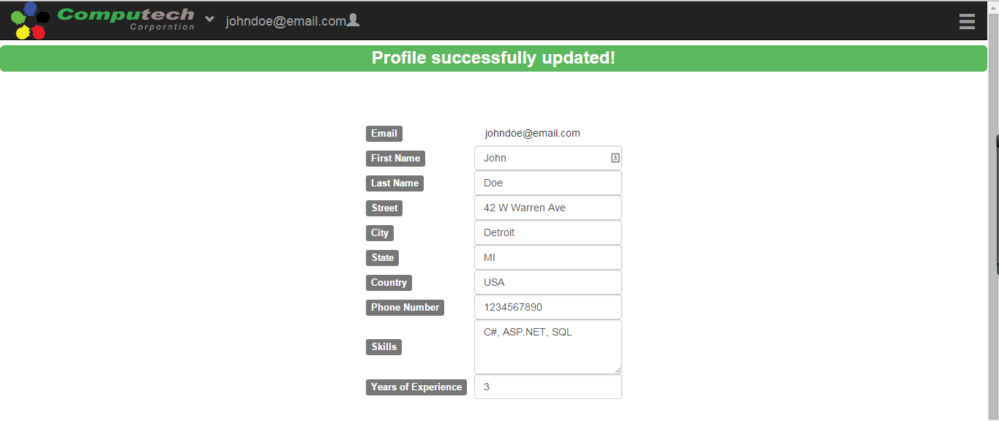 Computech
Corporation
johndoe@email.com
Profile successfully updated!
Email johndoe@email.com
First Name John
Last Name Doe
Street 42 W Warren Ave
City Detroit
State MI
Country USA
Phone Number 1234567890
Skills C#, ASP.NET, SQL
Years of Experience 3